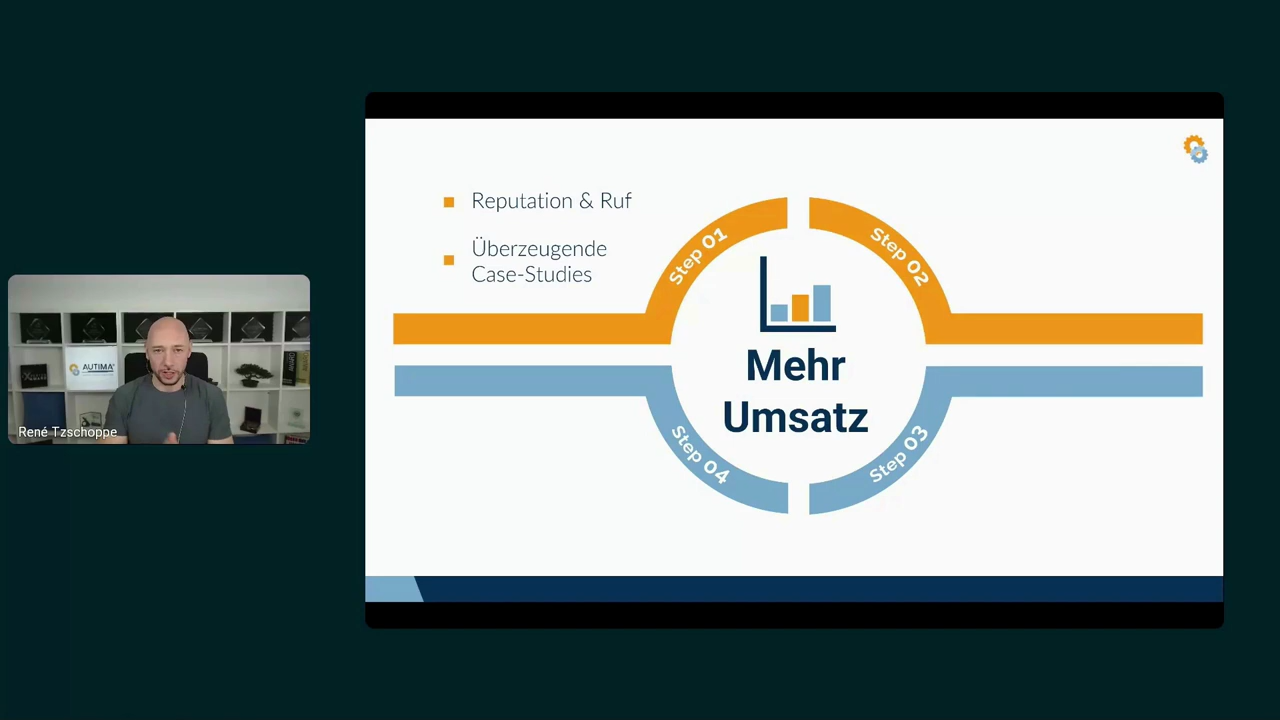 Reputation & Ruf
Überzeugende
Case-Studies
Step 01
Step 02
Mehr
Umsatz
Step 04
Step 03
AUTIMA
René Tzschoppe